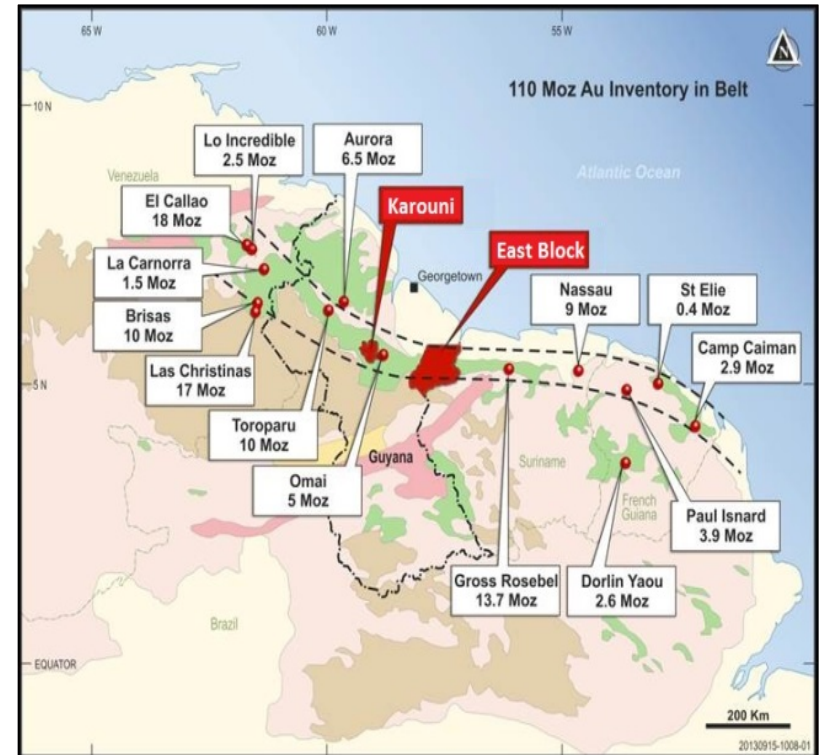 65 W
60 W
55 W
N
110 Moz Au Inventory in Belt
10 N
Lo Incredible
2.5 Moz
Aurora
6.5 Moz
Venezuela
Atlantic Ocean
El Callao
18 Moz
Karouni
La Carnorra
1.5 Moz
East Block
Georgetown
Nassau
9 Moz
St Elie
0.4 Moz
Brisas
10 Moz
Camp Caiman
2.9 Moz
Las Christinas
17 Moz
5 N
Toroparu
10 Moz
Guyana
Suriname
Omai
5 Moz
French
Guiana
Paul Isnard
3.9 Moz
Gross Rosebel
13.7 Moz
Dorlin Yaou
2.6 Moz
Brazil
EQUATOR
200 Km
20130915-1008-01